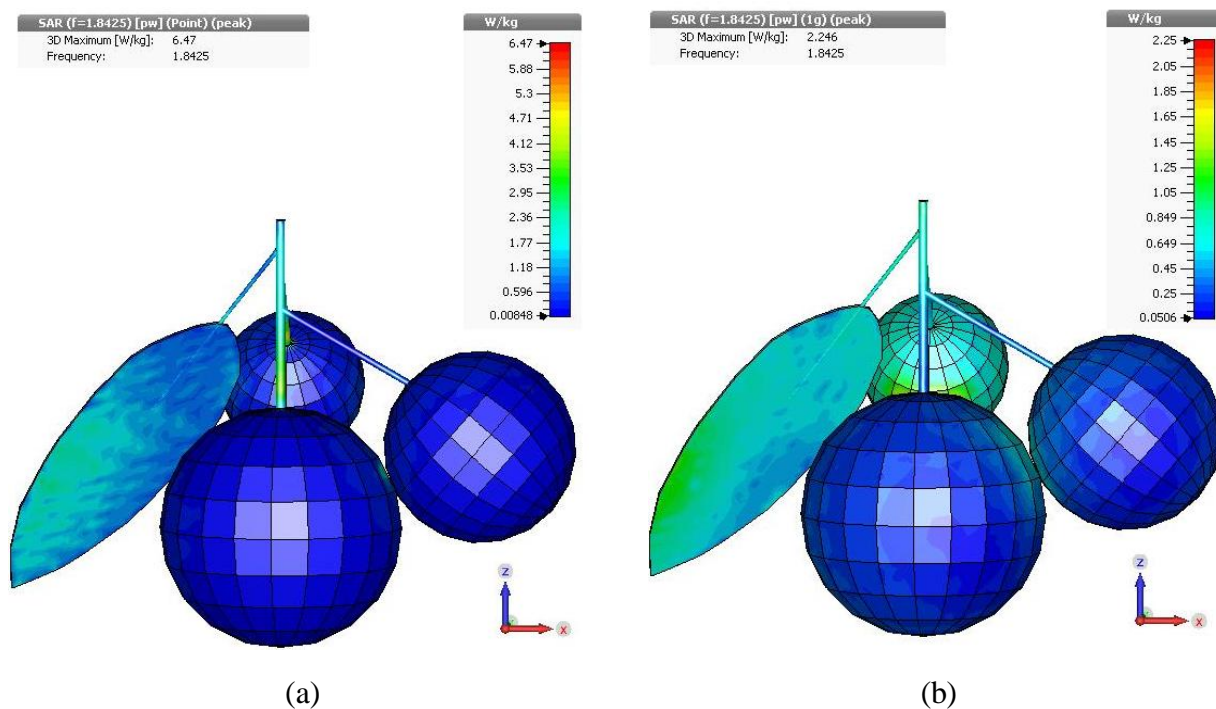 SAR (f=1.8425) [pw] (Point) (peak)
3D Maximum [W/kg]: 6.47
Frequency: 1.8425
W/kg
6.47
5.88
5.3
4.71
4.12
3.53
2.95
2.36
1.77
1.18
0.596
0.00848
z
x
(a)
SAR (f=1.8425) [pw] (1g) (peak)
3D Maximum [W/kg]: 2.246
Frequency: 1.8425
W/kg
2.25
2.05
1.85
1.65
1.45
1.25
1.05
0.849
0.649
0.45
0.25
0.0506
z
x
(b)